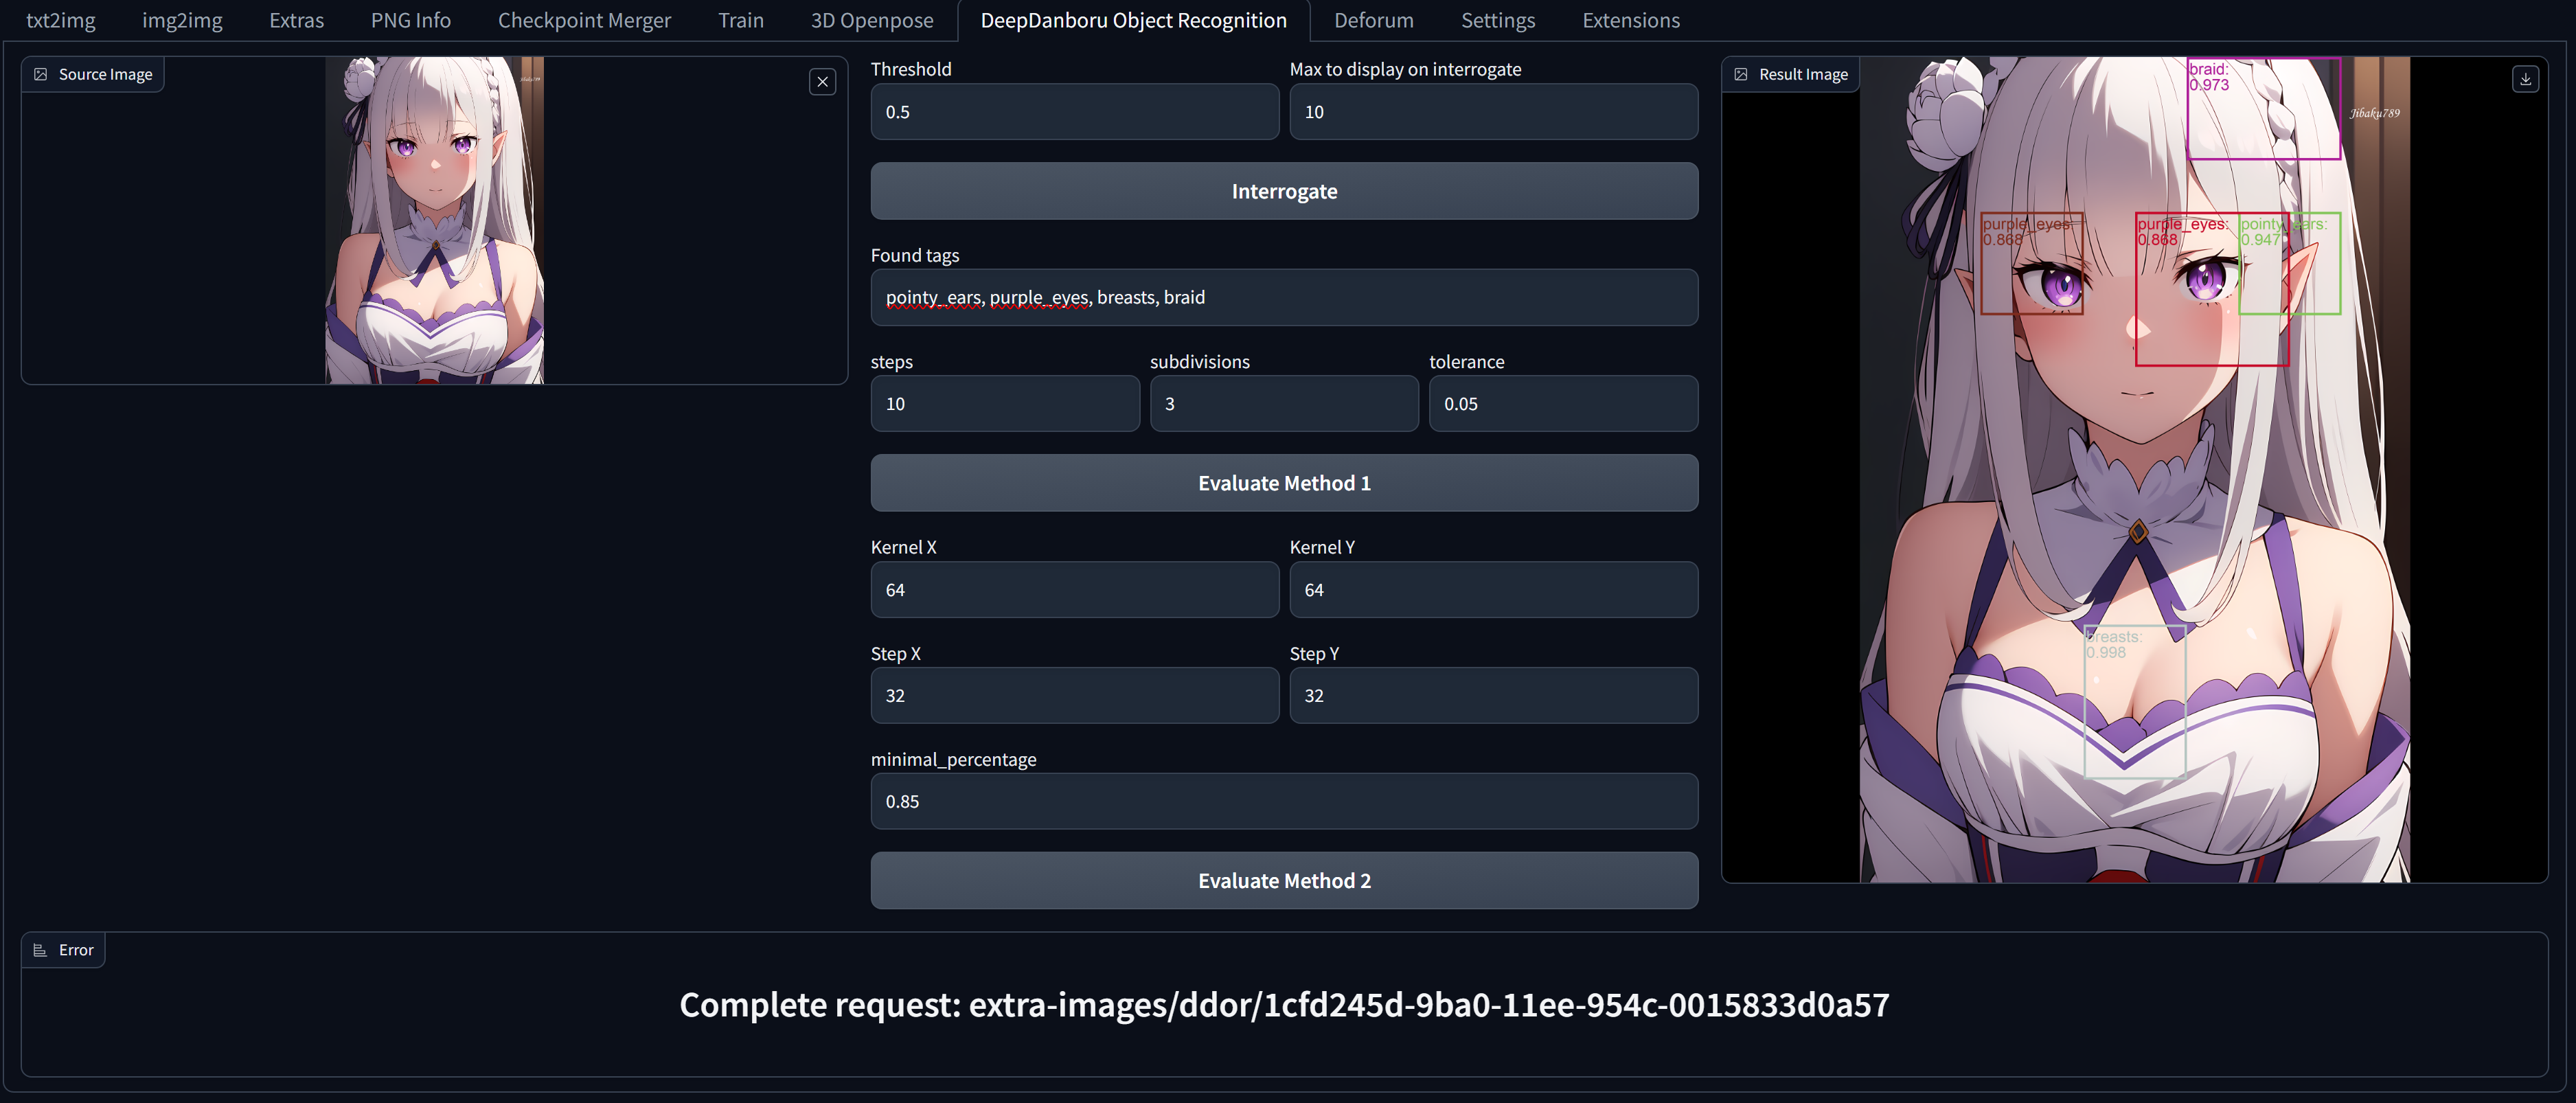 txt2img img2img Extras PNG Info Checkpoint Merger Train 3D Openpose DeepDanboru Object Recognition Deforum Settings Extensions
Source Image
Jibaku789
Threshold Max to display on interrogate
0.5 10
Interrogate
Found tags
pointy_ears, purple_eyes, breasts, braid
steps subdivisions tolerance
10 3 0.05
Evaluate Method 1
Kernel X Kernel Y
64 64
Step X Step Y
32 32
minimal_percentage
0.85
Evaluate Method 2
Result Image
braid:
0.973
Jibaku789
purple_eyes: purple_eyes: pointy_ears:
0.868 0.868 0.947
breasts:
0.998
Error
Complete request: extra-images/ddor/1cfd245d-9ba0-11ee-954c-0015833d0a57